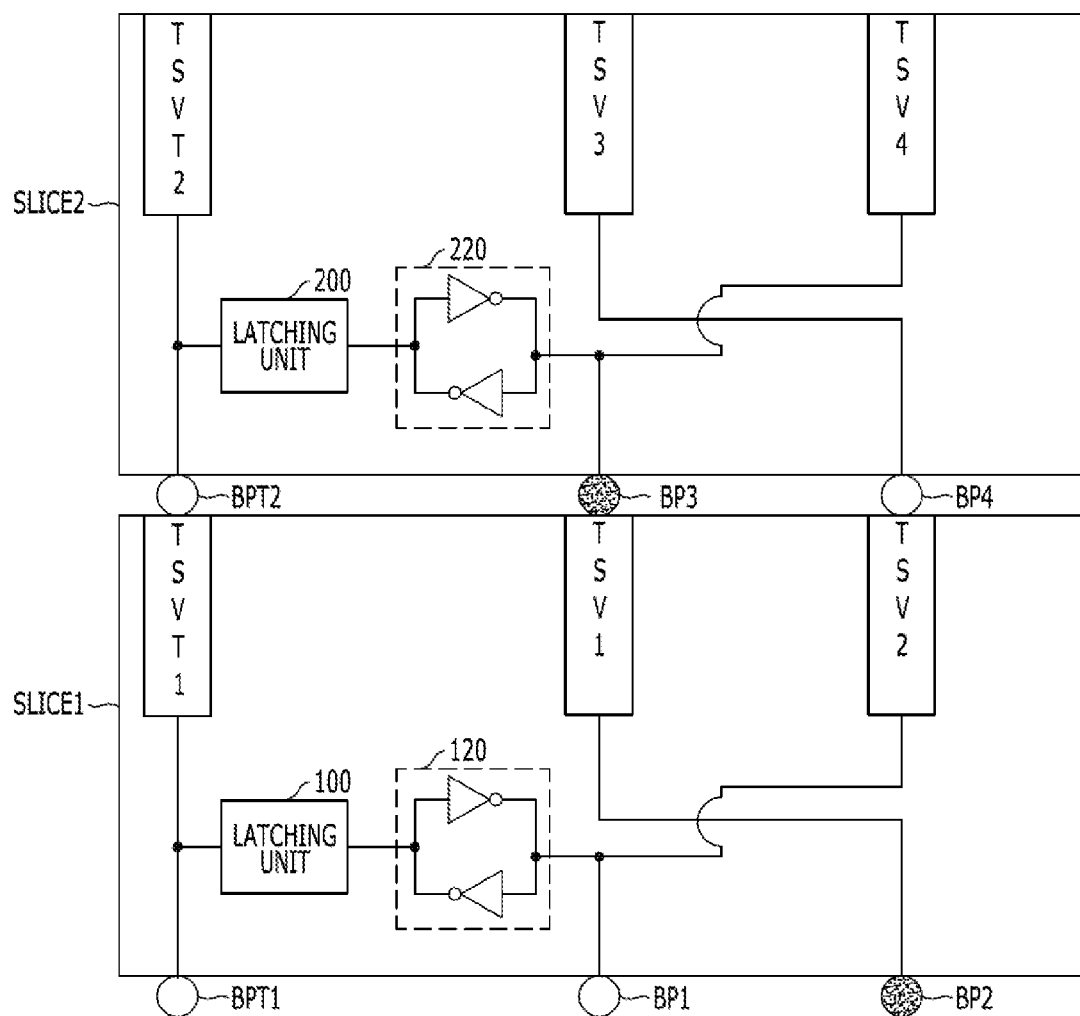 TSVT2
TSV3
TSV4
SLICE2
220
200
LATCHING
UNIT
BPT2
BP3
BP4
TSVT1
TSV1
TSV2
SLICE1
120
100
LATCHING
UNIT
BPT1
BP1
BP2